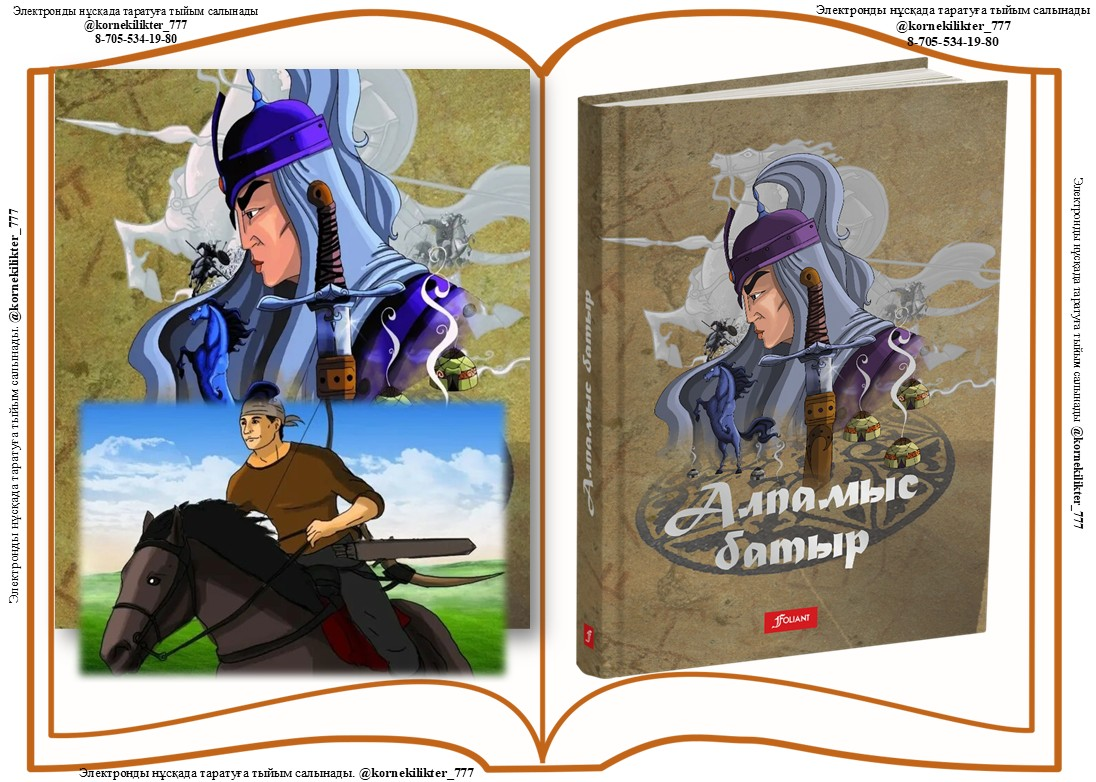 Электронды нұсқада таратуға тыйым салынады
@kornekilikter_777
8-705-534-19-80
Электронды нұсқада таратуға тыйым салынады
@kornekilikter_777
8-705-534-19-80
Электронды нұсқада таратуға тыйым салынады. @kornekilikter_777
Алпамыс батыр
Алпамыс
батыр
FOLIANT
Электронды нұсқада таратуға тыйым салынады @kornekilikter_777
Электронды нұсқада таратуға тыйым салынады. @kornekilikter_777